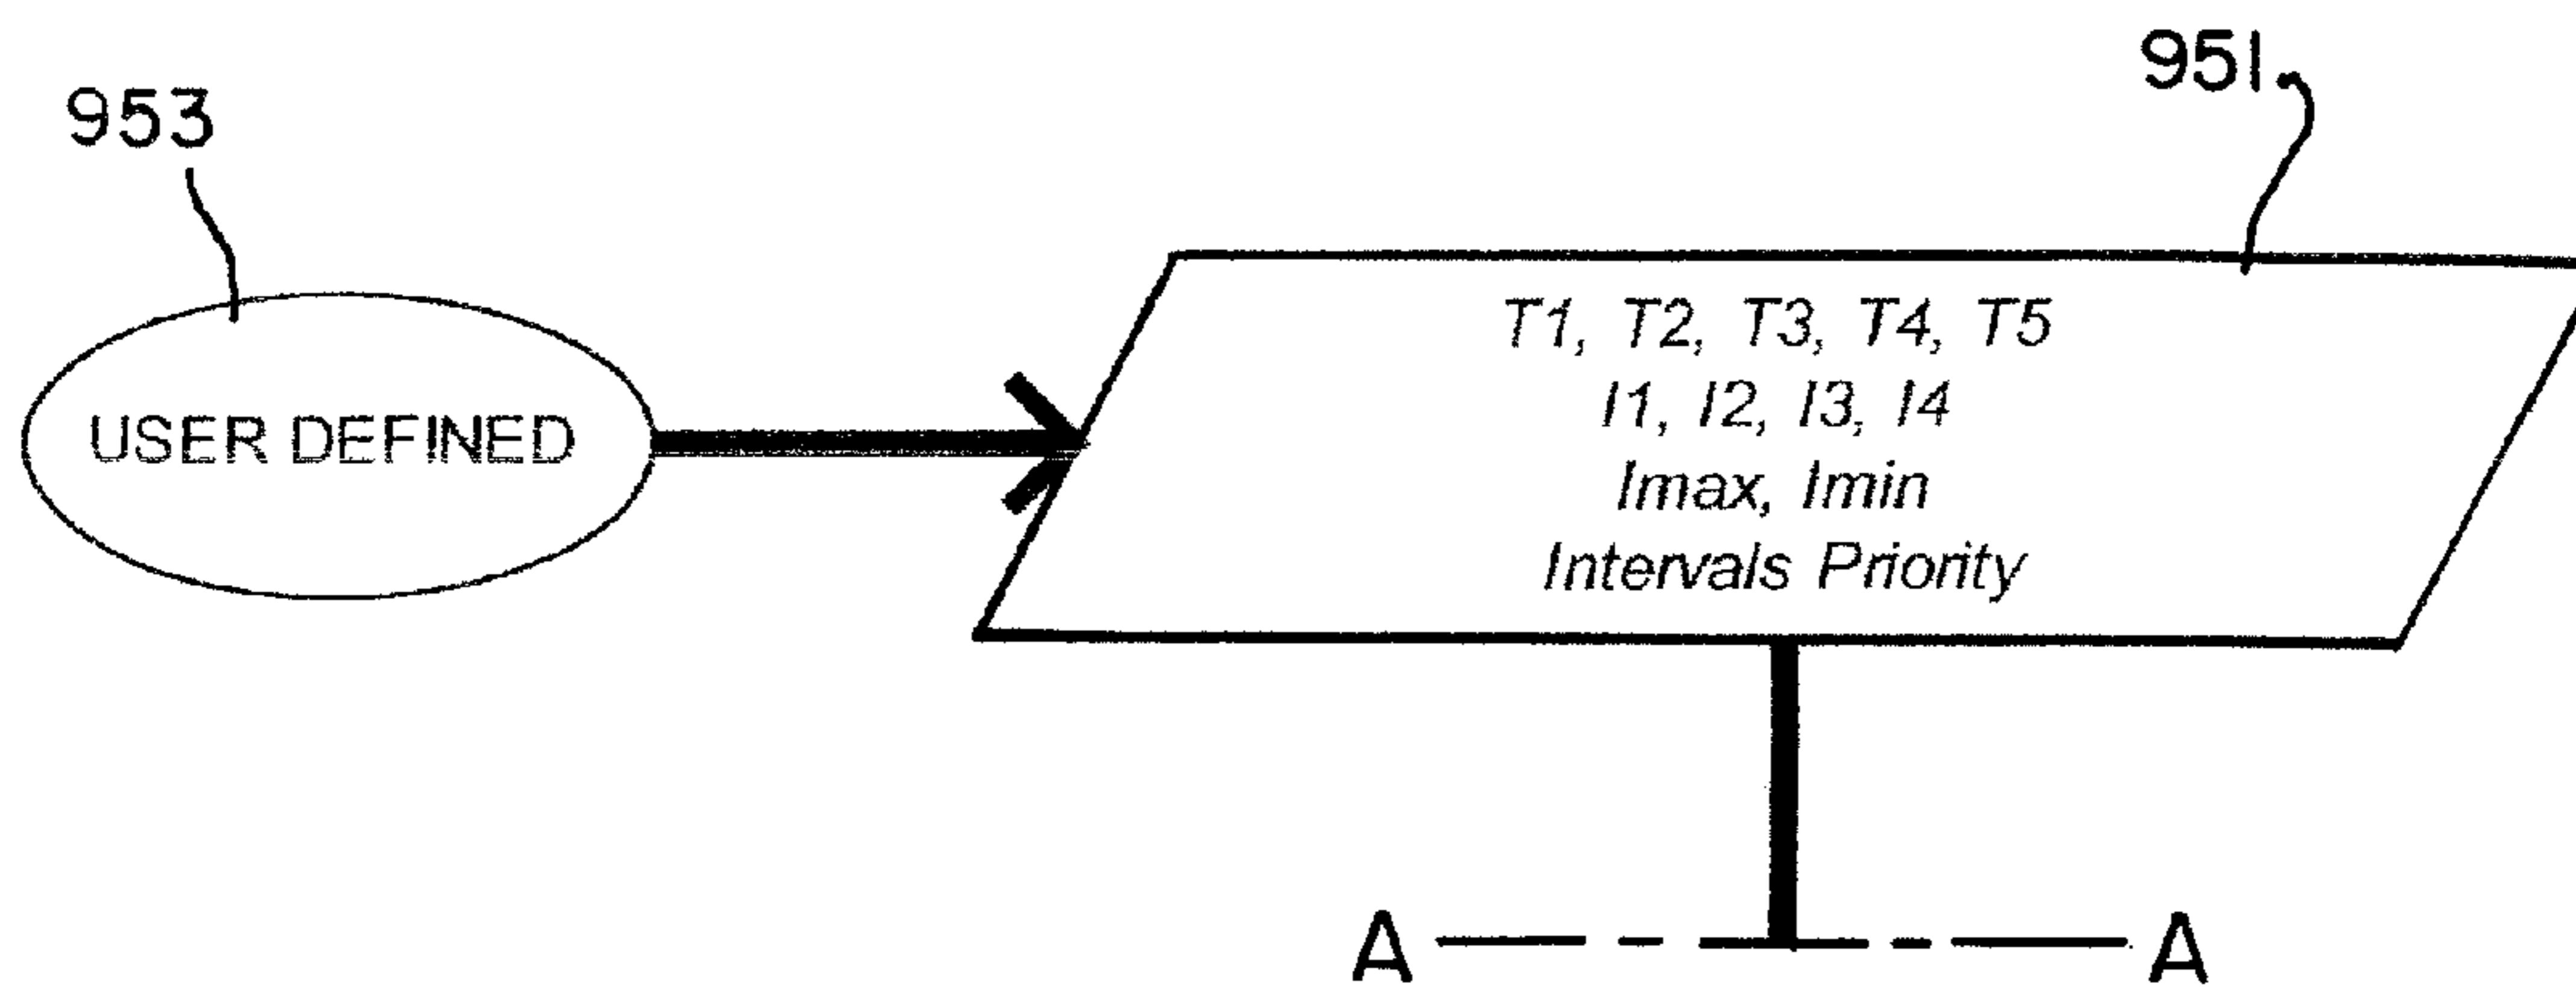 951
953
T1, T2, T3, T4, T5
I1, I2, I3, I4
USER DEFINED
Imax, Imin
Intervals Priority
A A